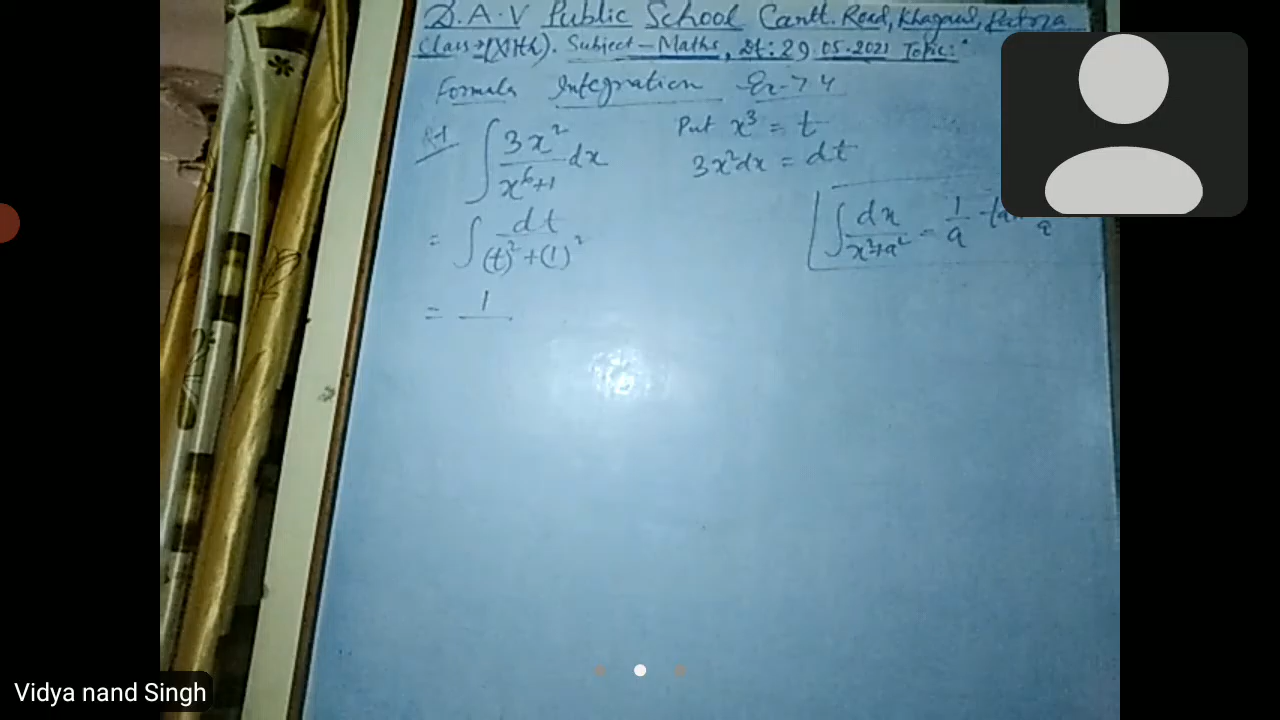 D.A.V Public School Cantt. Road, Khagaul, Patna
Class → (XIIth). Subject - Maths, Dt: 29.05.2021 Topic:-
Formula Integration Ex → 7.4
Q.1 ∫ 3x² / x⁶+1 dx
Put x³ = t
3x²dx = dt
= ∫ dt / (t)²+(1)²
∫ dx / x²+a² = 1/a
= 1
Vidya nand Singh